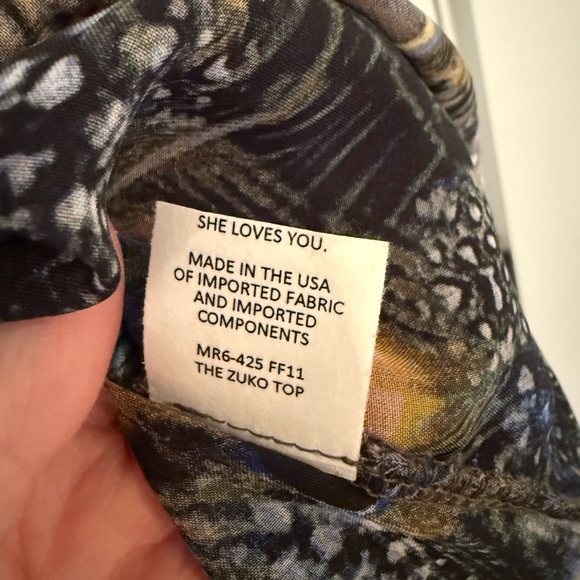 SHE LOVES YOU.
MADE IN THE USA
OF IMPORTED FABRIC
AND IMPORTED
COMPONENTS
MR6-425 FF11
THE ZUKO TOP